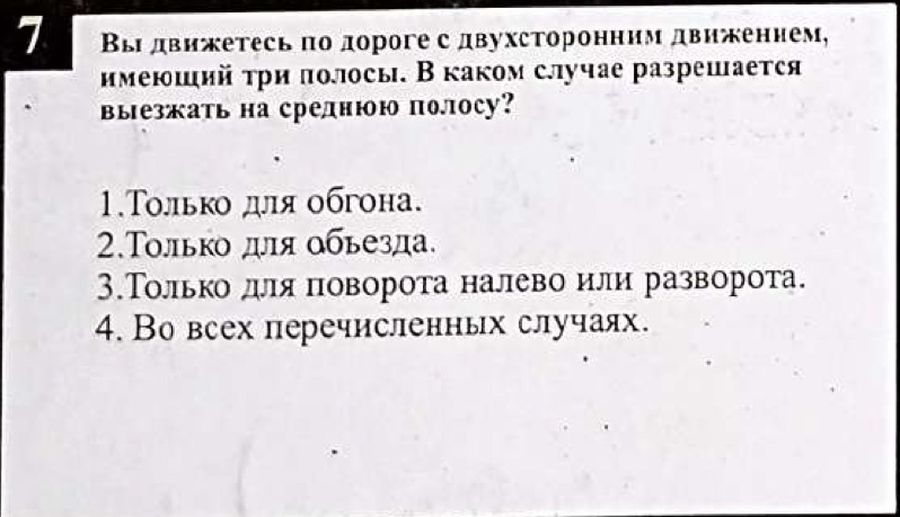 7
Вы движетесь по дороге с двухсторонним движением,
имеющий три полосы. В каком случае разрешается
выезжать на среднюю полосу?
1.Только для обгона.
2.Только для обьезда.
3.Только для поворота налево или разворота.
4. Во всех перечисленных случаях.